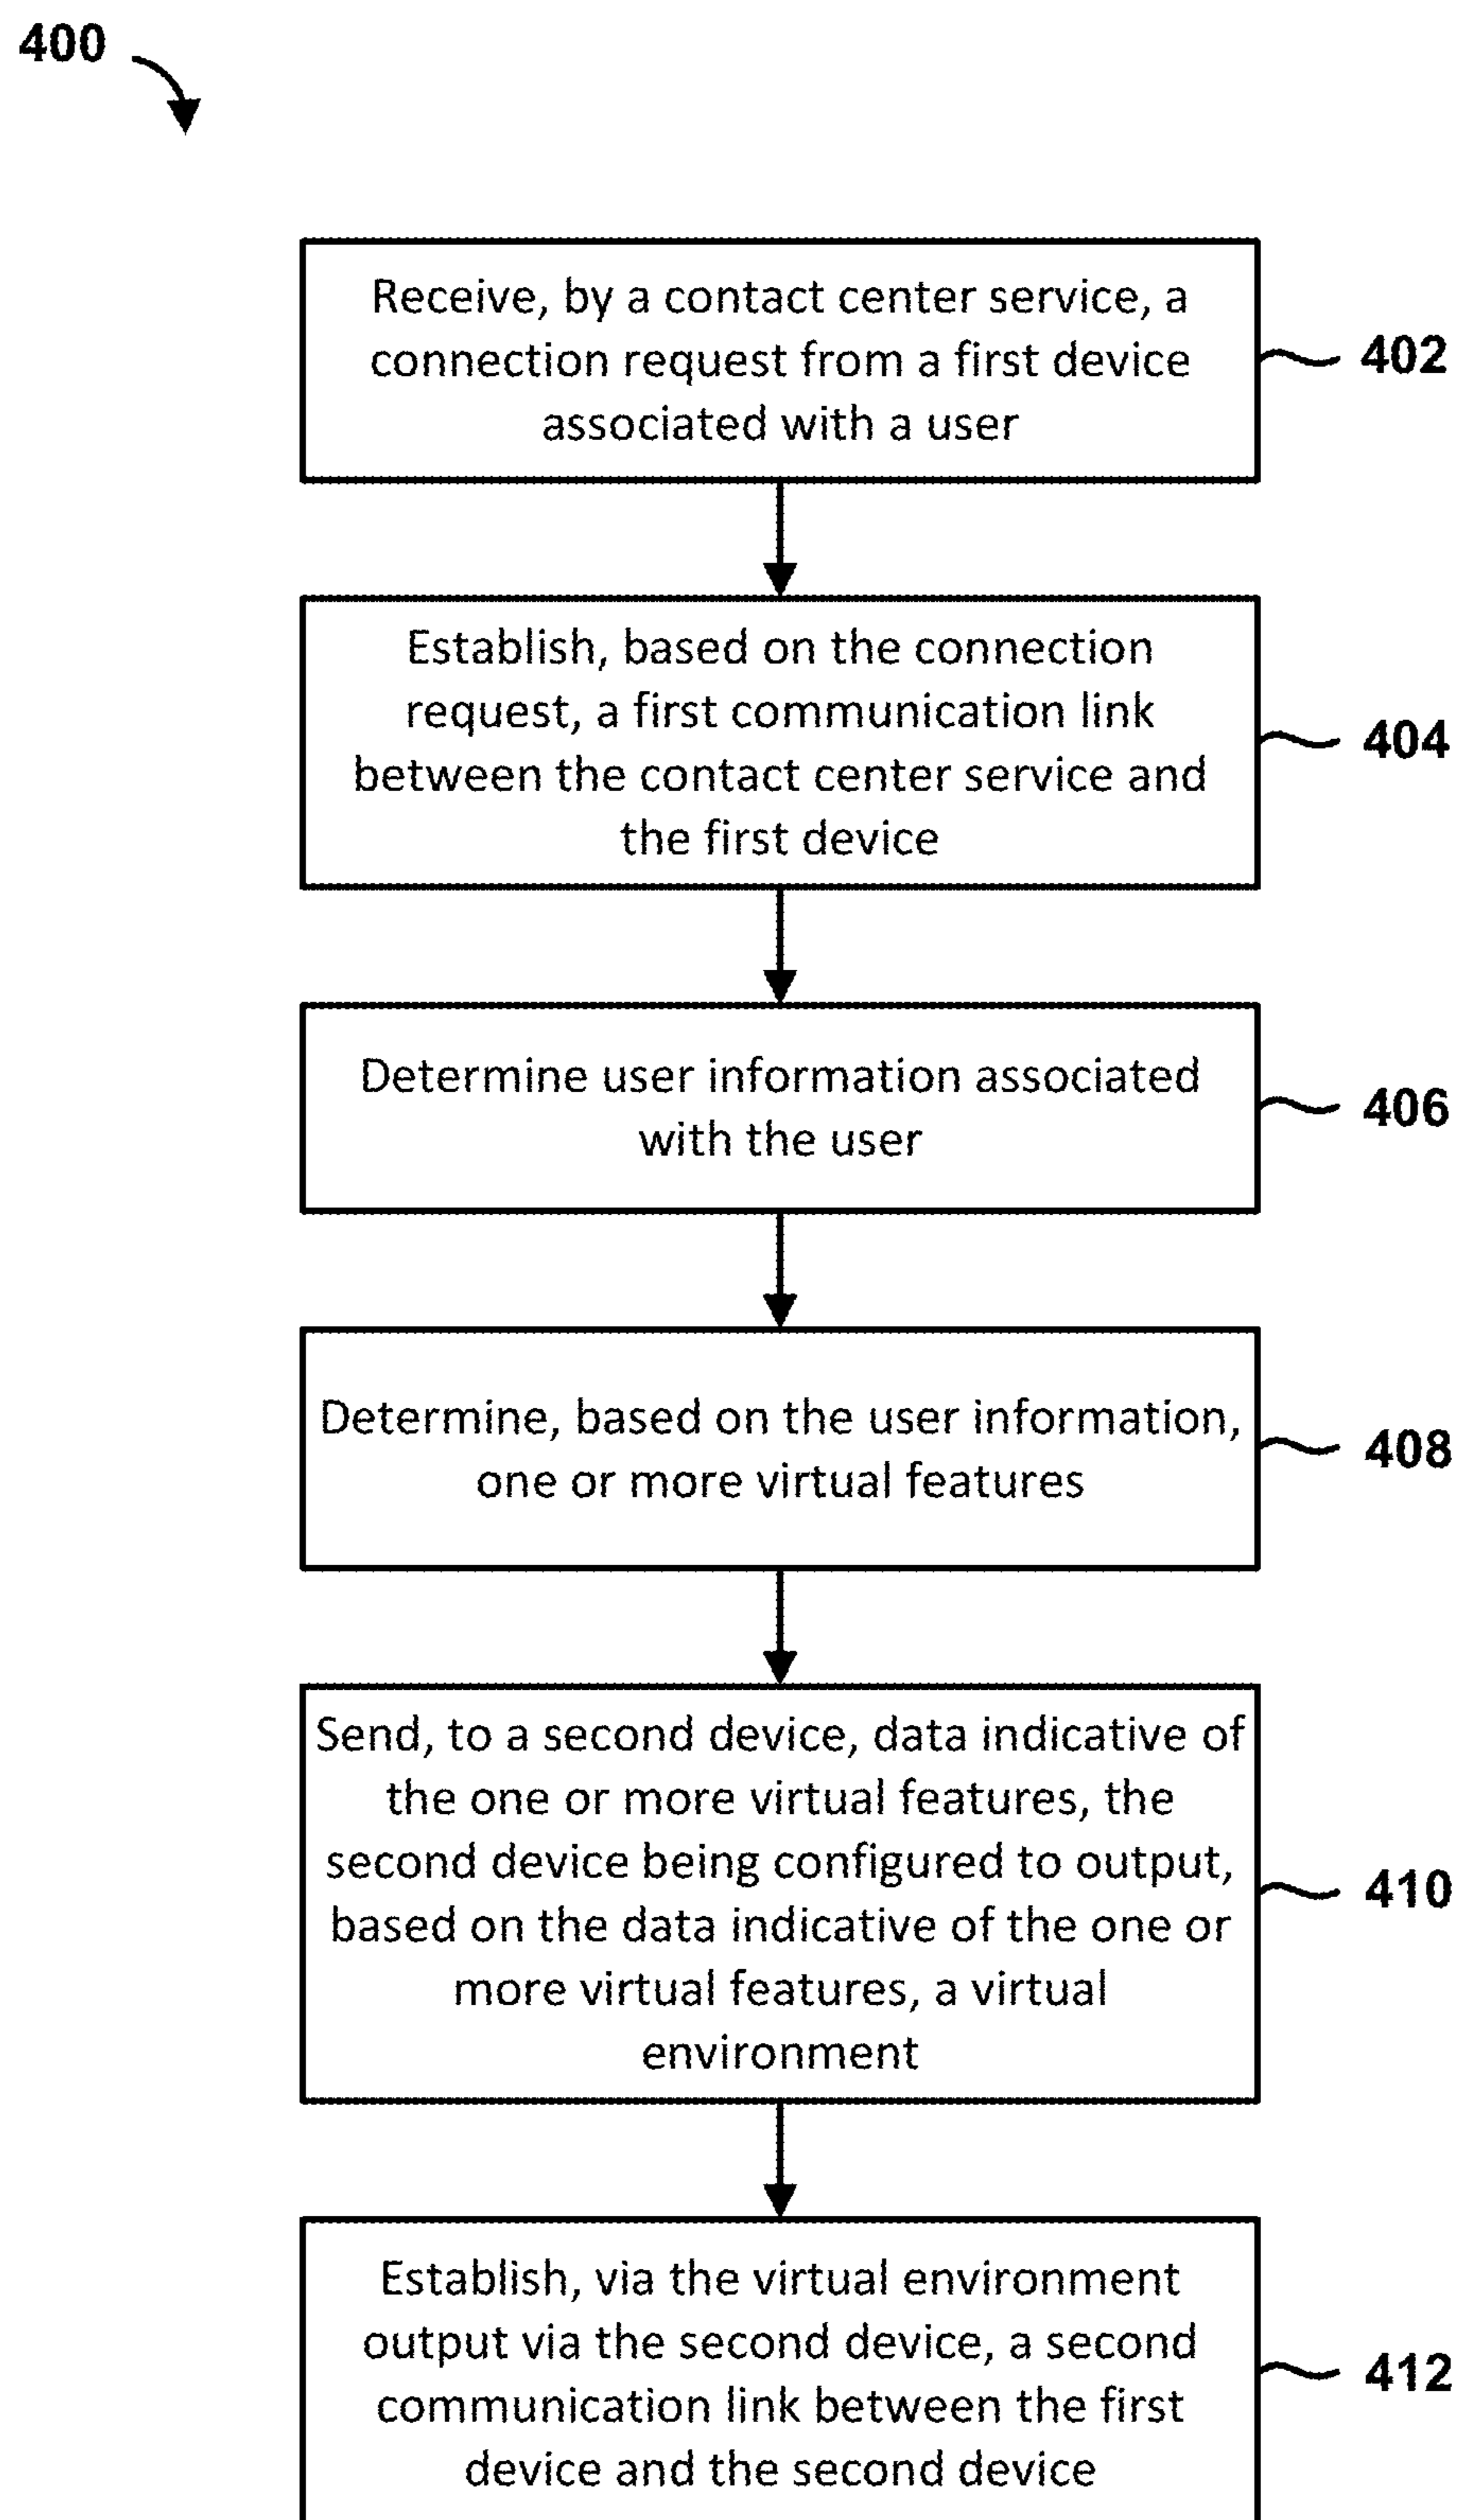 400
Receive, by a contact center service, a
connection request from a first device
associated with a user
402
Establish, based on the connection
request, a first communication link
between the contact center service and
the first device
404
Determine user information associated
with the user
406
Determine, based on the user information,
one or more virtual features
408
Send, to a second device, data indicative of
the one or more virtual features, the
second device being configured to output,
based on the data indicative of the one or
more virtual features, a virtual
environment
410
Establish, via the virtual environment
output via the second device, a second
communication link between the first
device and the second device
412